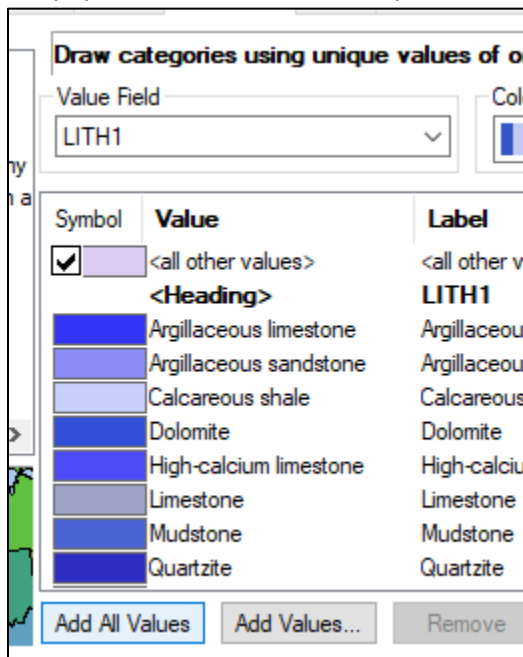 Draw categories using unique values of o
Value Field
Col
LITH1
ny
n a
Symbol Value Label
<all other values> <all other v
<Heading> LITH1
Argillaceous limestone Argillaceou
Argillaceous sandstone Argillaceou
Calcareous shale Calcareous
Dolomite Dolomite
High-calcium limestone High-calciu
Limestone Limestone
Mudstone Mudstone
Quartzite Quartzite
Add All Values Add Values... Remove